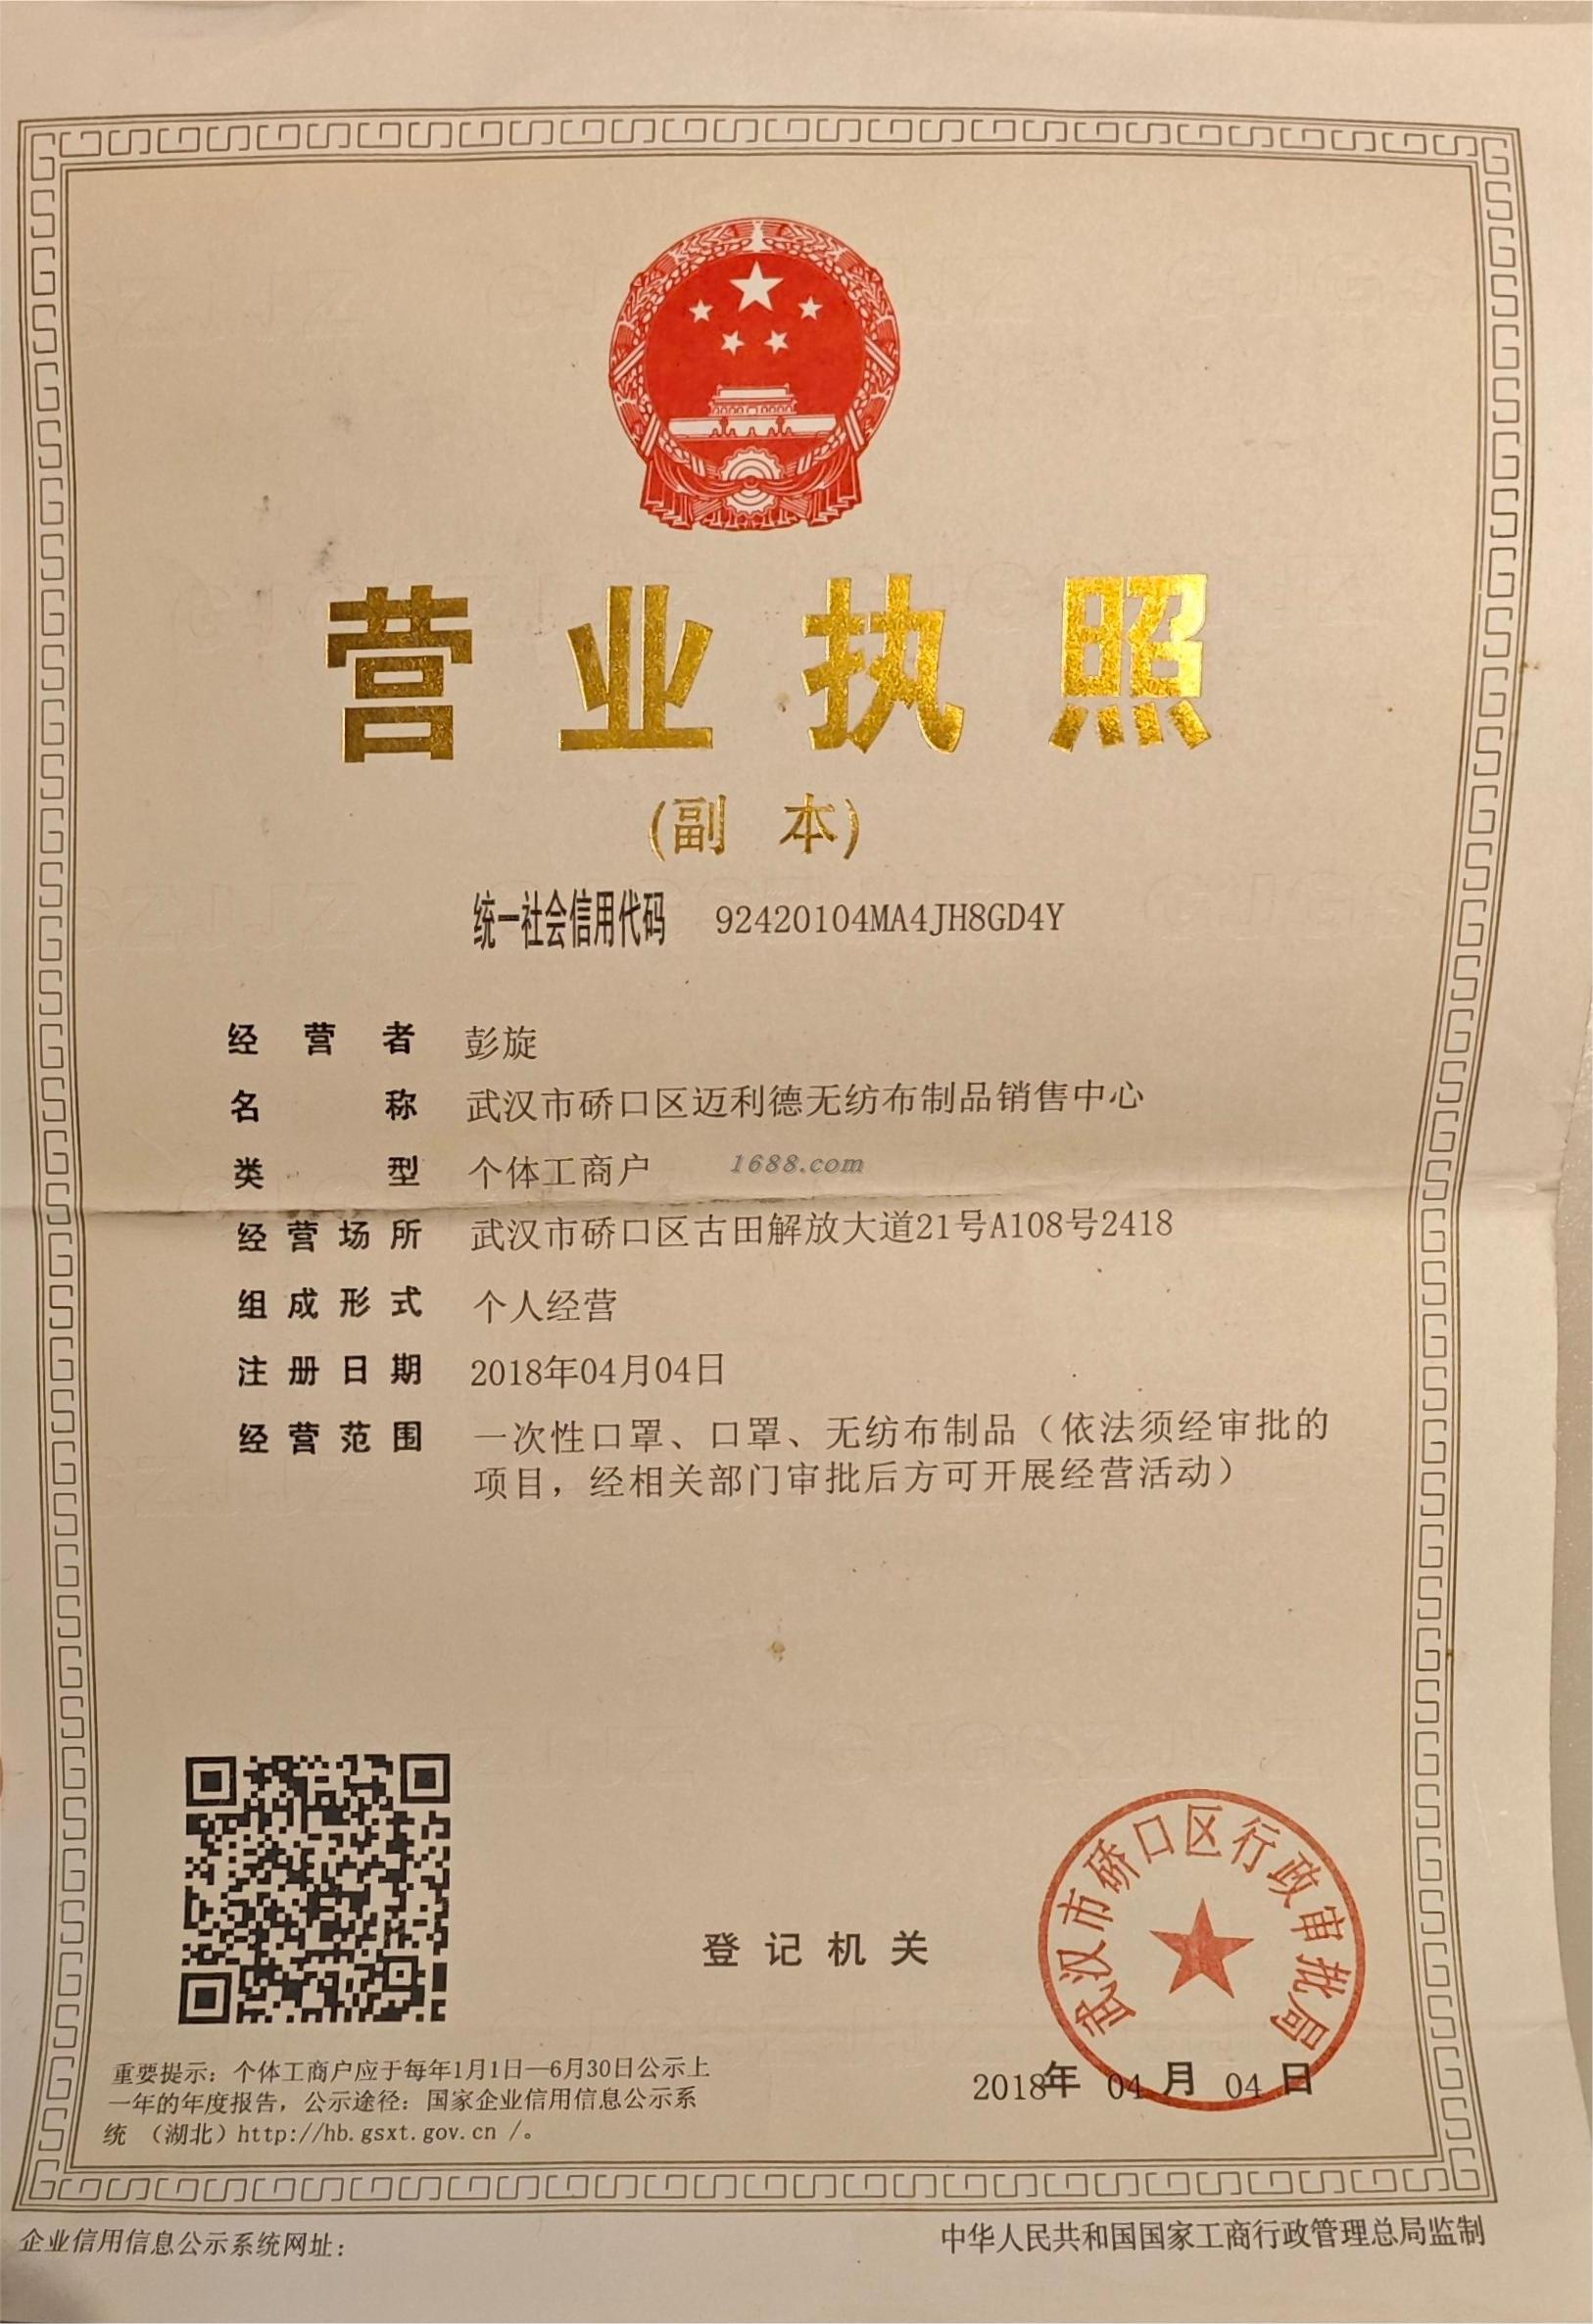 营业执照
(副 本)
统一社会信用代码 92420104MA4JH8GD4Y
经营者 彭旋
名称 武汉市硚口区迈利德无纺布制品销售中心
类型 个体工商户 1688.com
经营场所 武汉市硚口区古田解放大道21号A108号2418
组成形式 个人经营
注册日期 2018年04月04日
经营范围 一次性口罩、口罩、无纺布制品（依法须经审批的
项目，经相关部门审批后方可开展经营活动）
武汉市硚口区行政审批局
登记机关
2018年 04月 04日
重要提示：个体工商户应于每年1月1日—6月30日公示上
一年的年度报告，公示途径：国家企业信用信息公示系
统（湖北）http://hb.gsxt.gov.cn /。
企业信用信息公示系统网址：
中华人民共和国国家工商行政管理总局监制